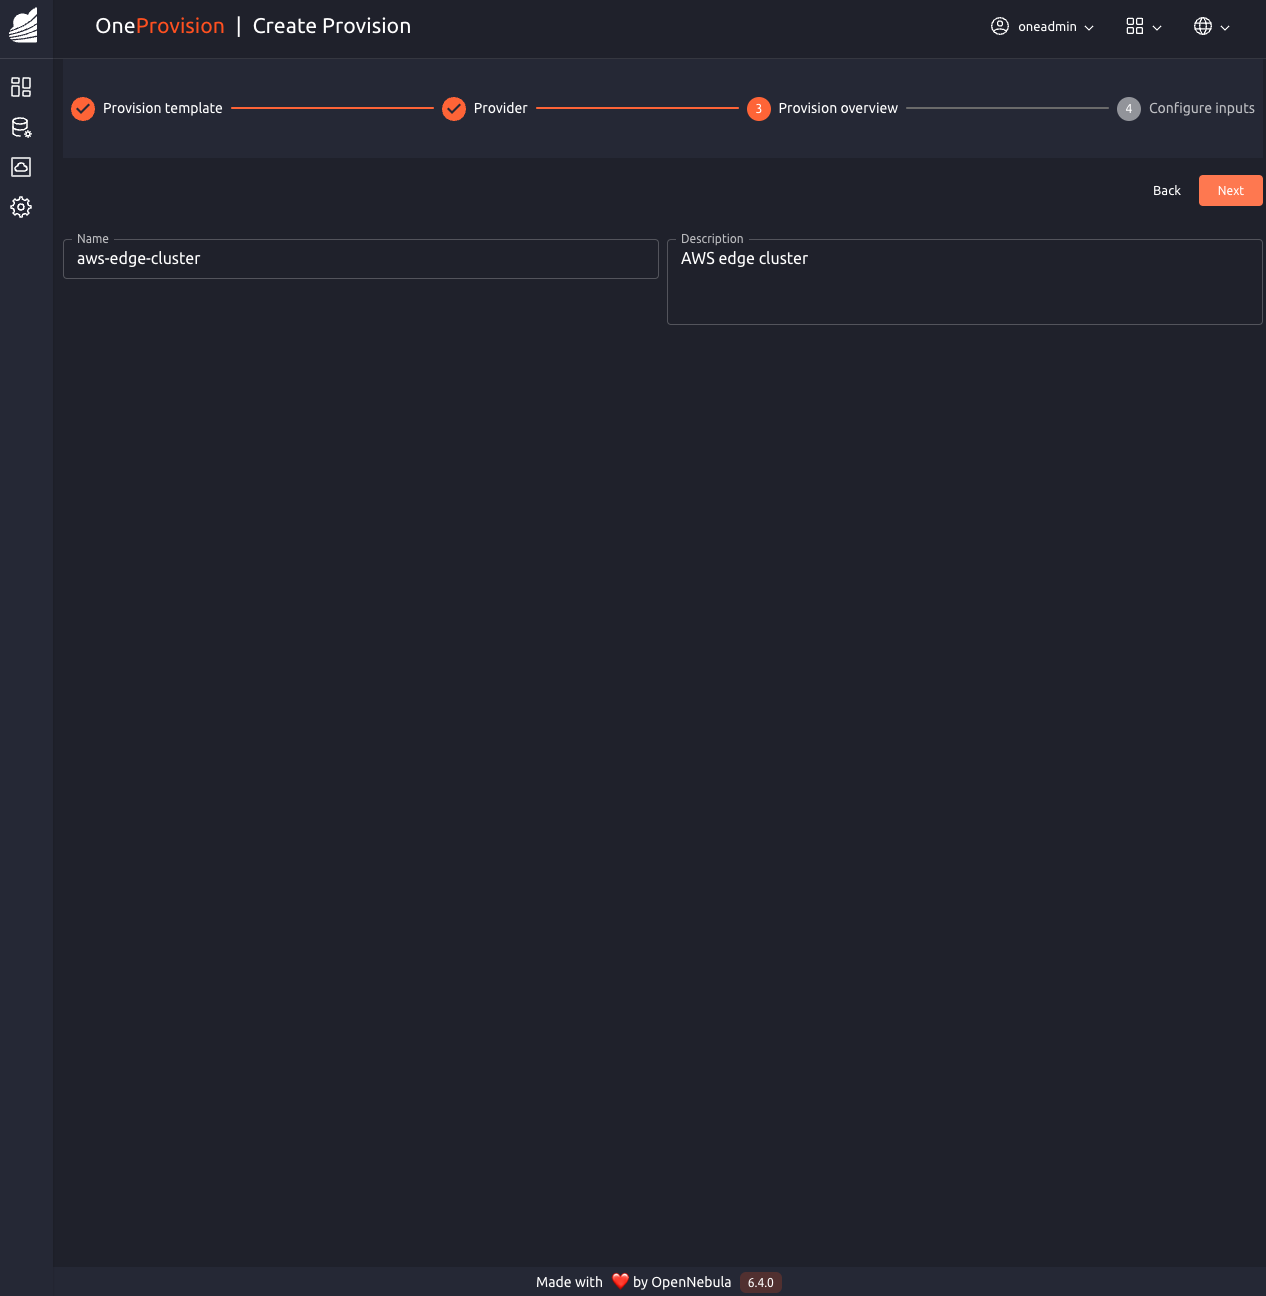 OneProvision | Create Provision
oneadmin
Provision template
Provider
3 Provision overview
4 Configure inputs
Back
Next
Name
aws-edge-cluster
Description
AWS edge cluster
Made with ❤️ by OpenNebula 6.4.0